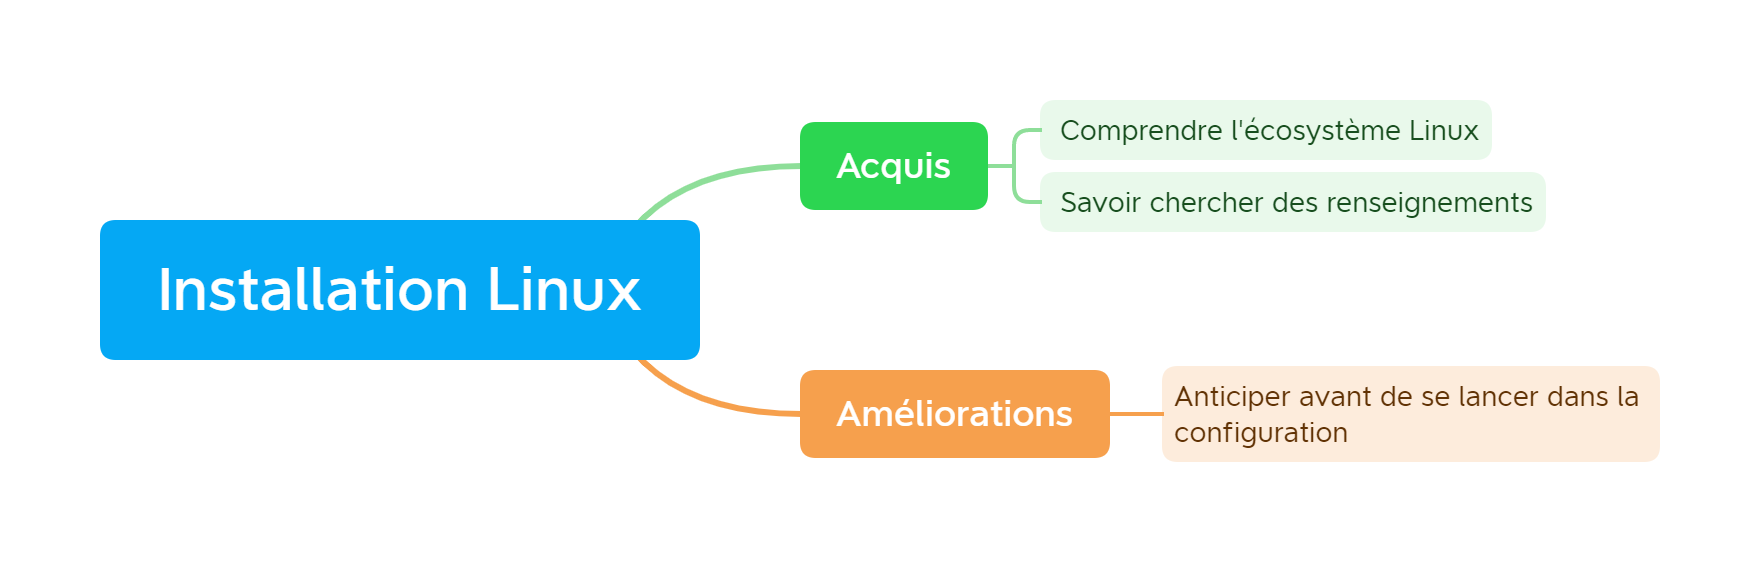 Installation Linux
Acquis
Comprendre l'écosystème Linux
Savoir chercher des renseignements
Améliorations
Anticiper avant de se lancer dans la
configuration